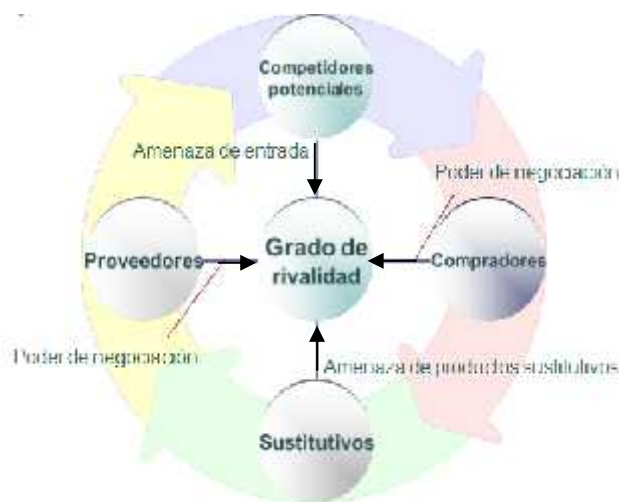 Competidores
potenciales
Amenaza de entrada
Poder de negociación
Proveedores
Grado de
rivalidad
Compradores
Poder de negociación
Amenaza de productos sustitutivos
Sustitutivos